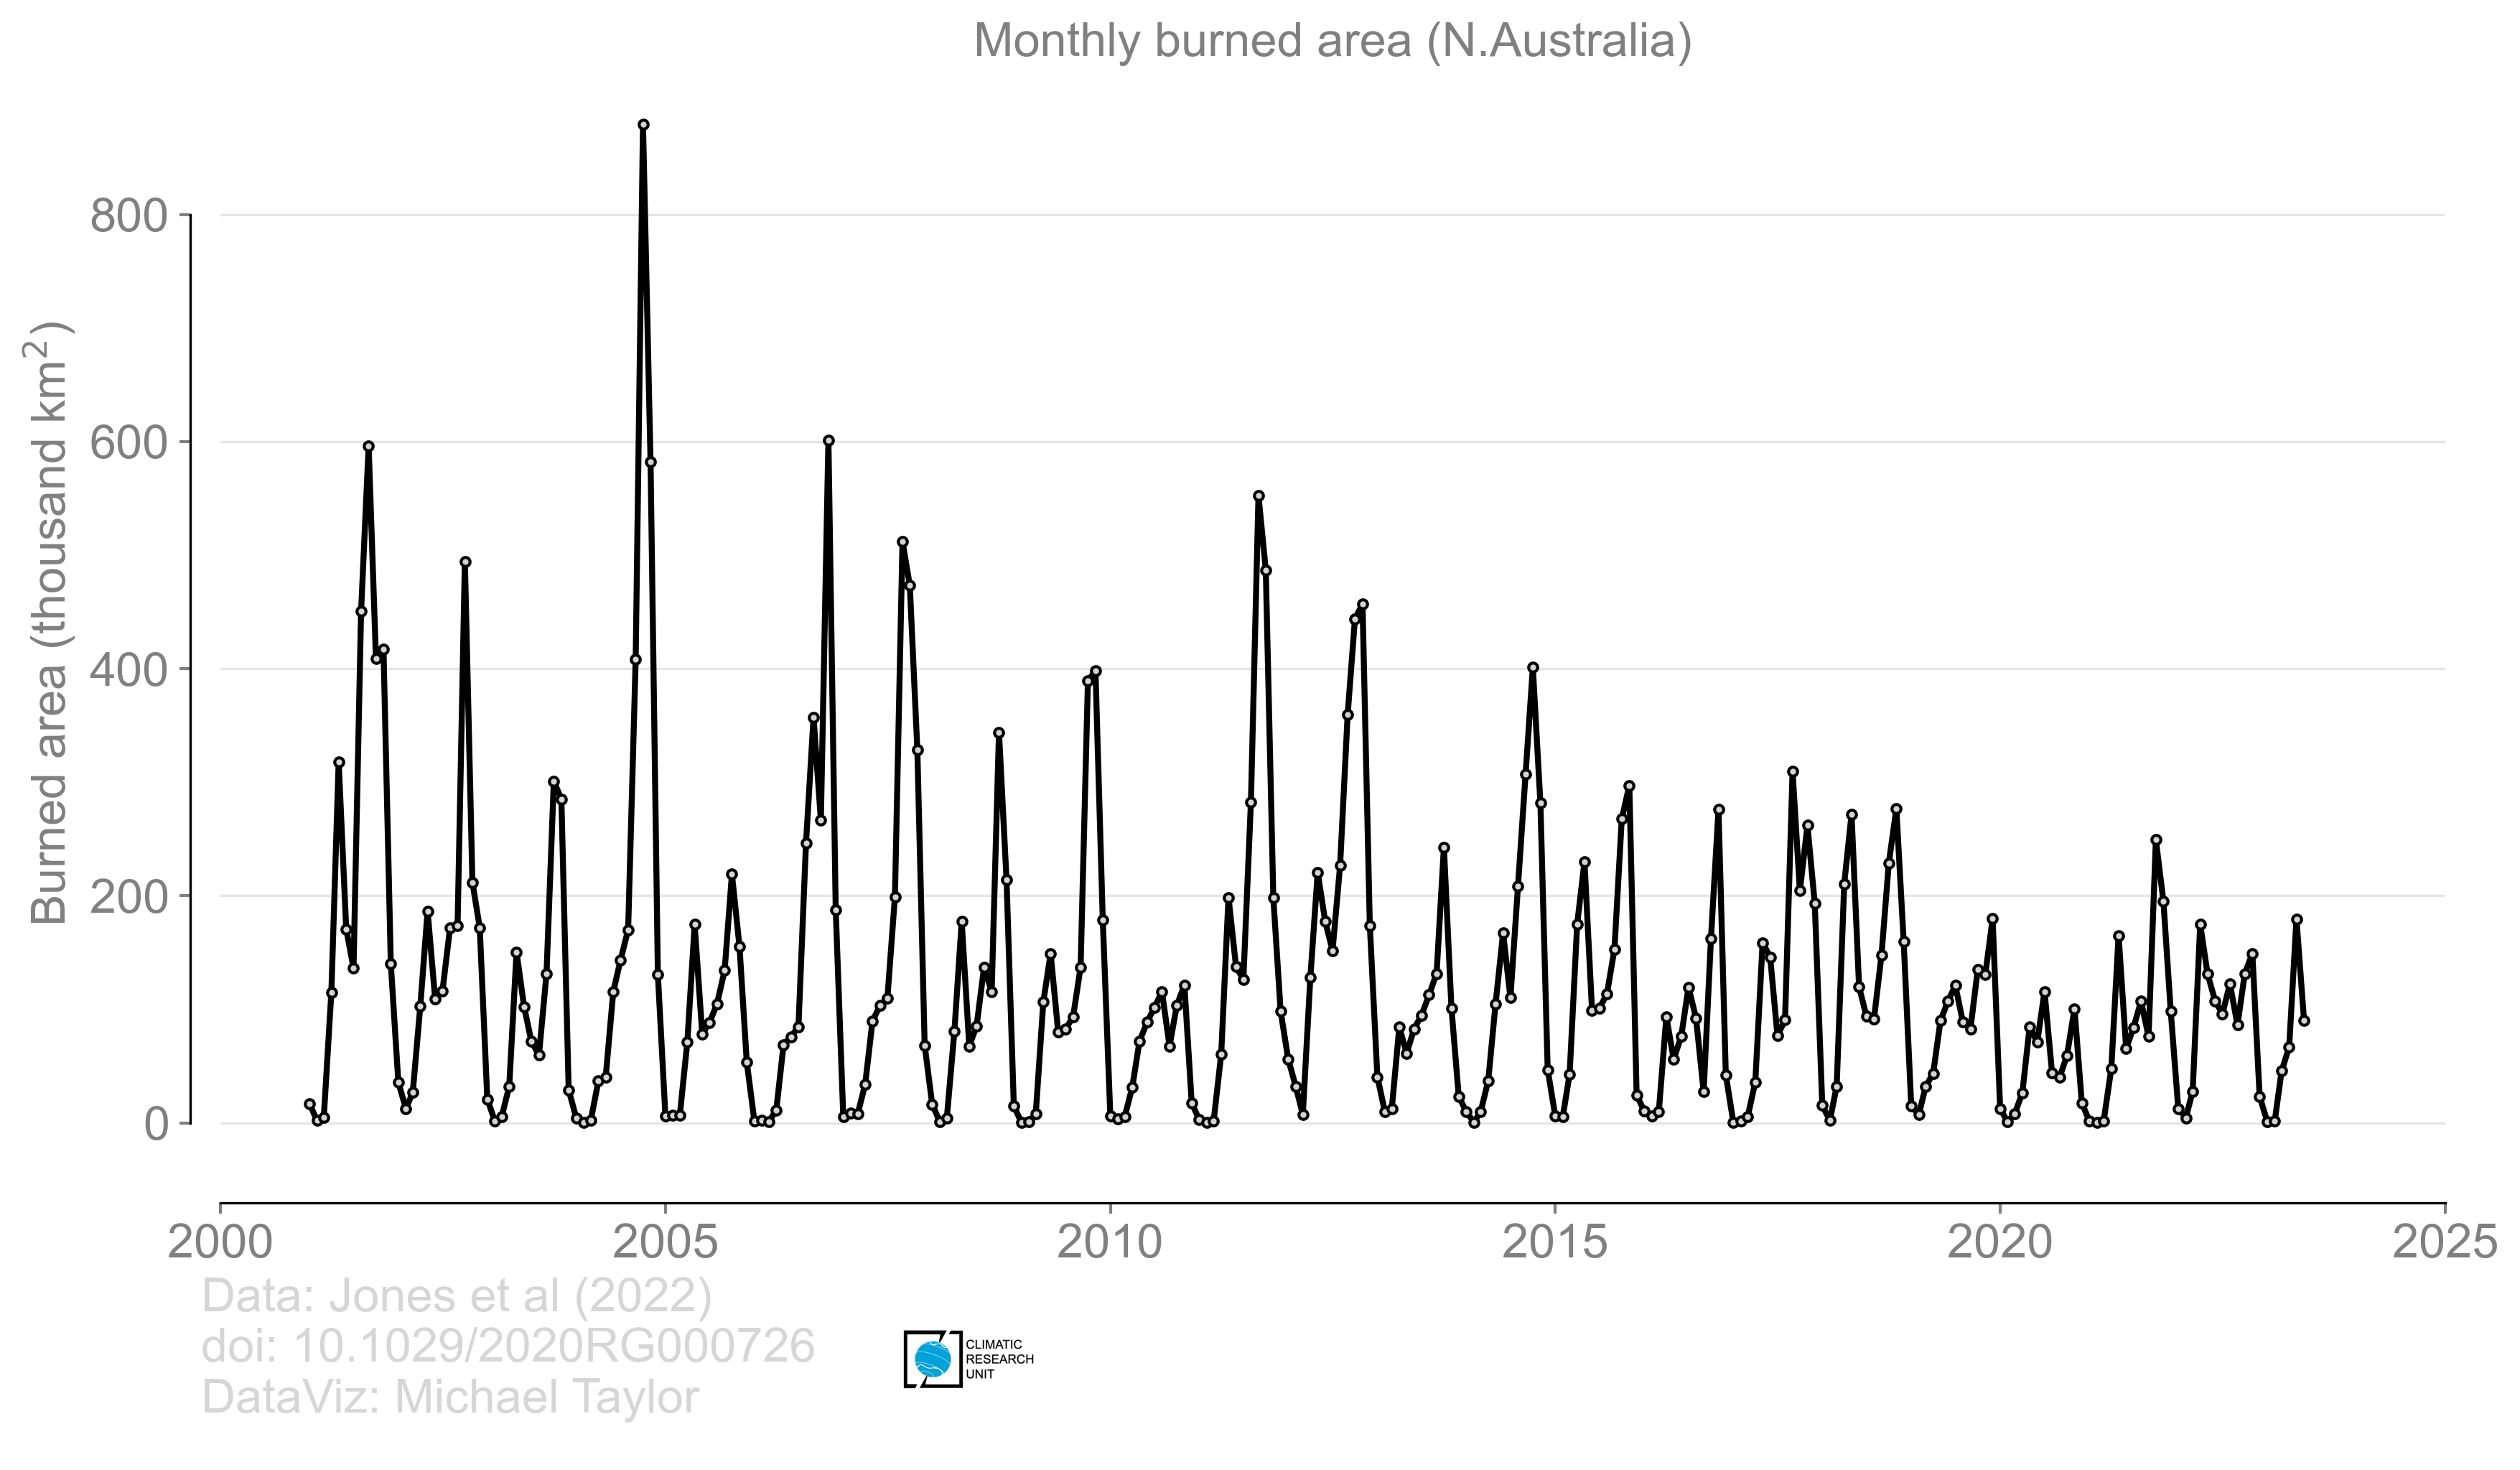 Monthly burned area (N.Australia)
Burned area (thousand km²)
800
600
400
200
0
2000 2005 2010 2015 2020 2025
Data: Jones et al (2022)
doi: 10.1029/2020RG000726
DataViz: Michael Taylor
CLIMATIC
RESEARCH
UNIT